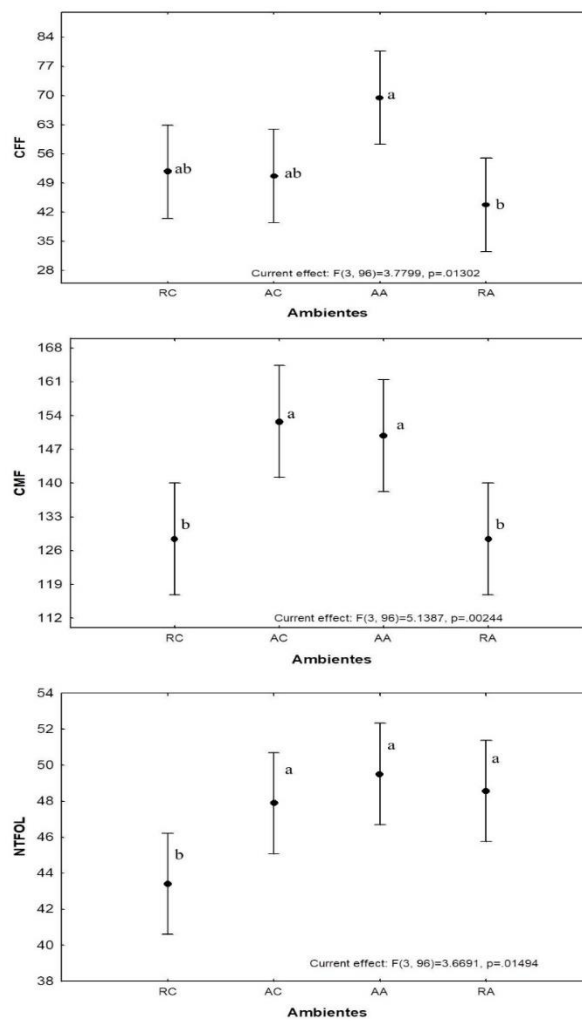 84
77
70
63
56
49
42
35
28
CFF
ab
ab
a
b
Current effect: F(3, 96)=3.7799, p=.01302
RC AC AA RA
Ambientes
168
161
154
147
140
133
126
119
112
CMF
b
a
a
b
Current effect: F(3, 96)=5.1387, p=.00244
RC AC AA RA
Ambientes
54
52
50
48
46
44
42
40
38
NTFOL
b
a
a
a
Current effect: F(3, 96)=3.6691, p=.01494
RC AC AA RA
Ambientes